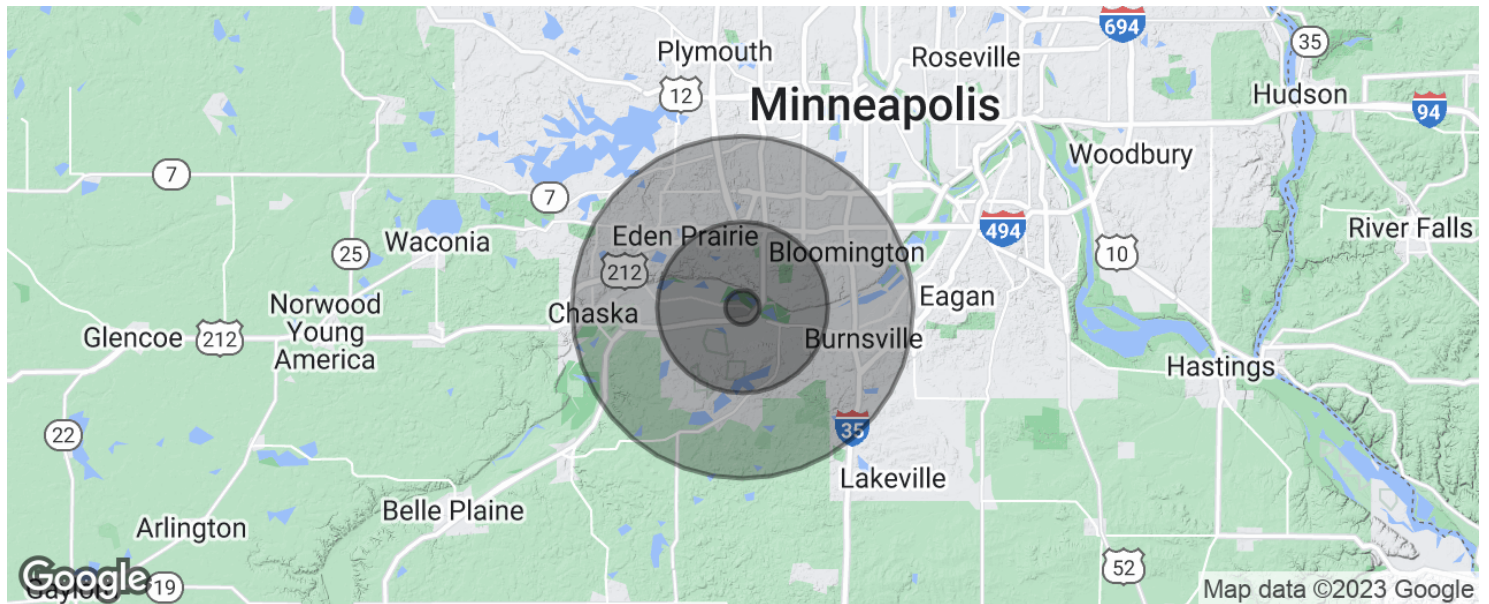 694
35
Plymouth
Roseville
12
Minneapolis
Hudson
94
Woodbury
7
7
Eden Prairie
494
River Falls
Waconia
25
Bloomington
10
212
Norwood
Young
America
Chaska
Eagan
Glencoe
212
Burnsville
Hastings
22
35
Lakeville
Belle Plaine
Arlington
52
Google
Gaylord
19
Map data ©2023 Google